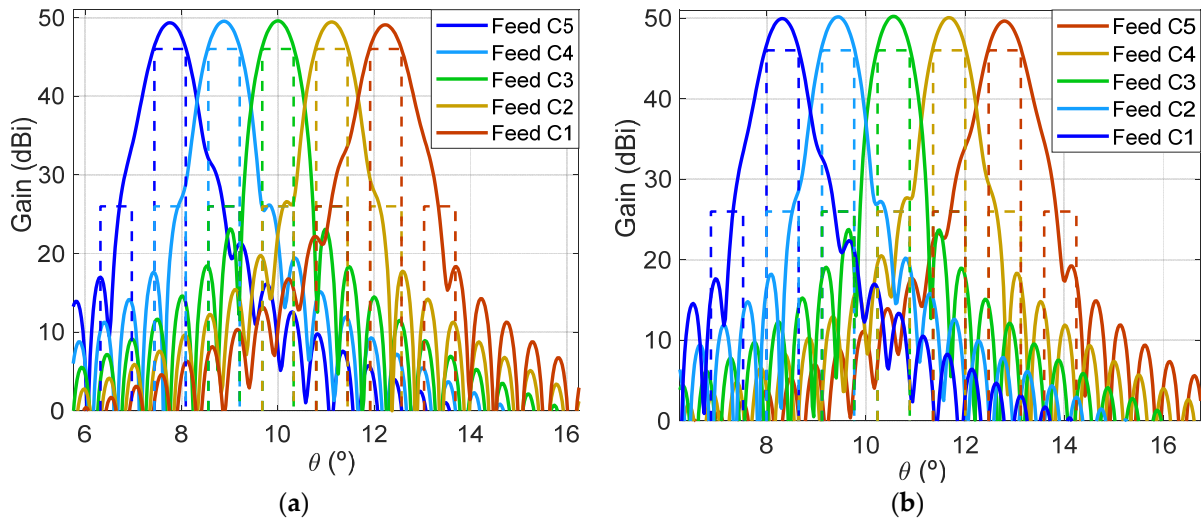 50
40
30
20
10
0
Gain (dBi)
6
8
10
12
14
16
θ (º)
Feed C5
Feed C4
Feed C3
Feed C2
Feed C1
(a)
50
40
30
20
10
0
Gain (dBi)
8
10
12
14
16
θ (º)
Feed C5
Feed C4
Feed C3
Feed C2
Feed C1
(b)